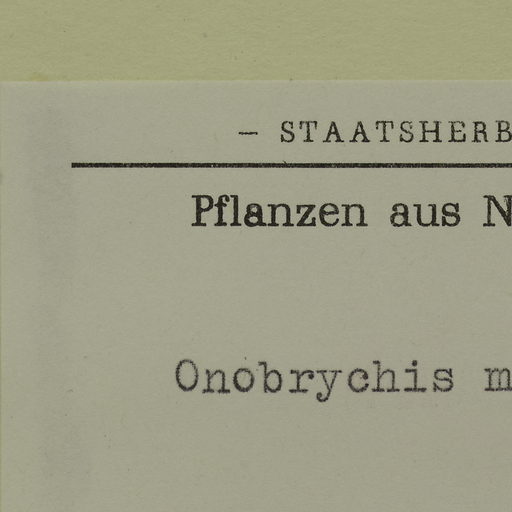 – STAATSHERB
Pflanzen aus N
Onobrychis m